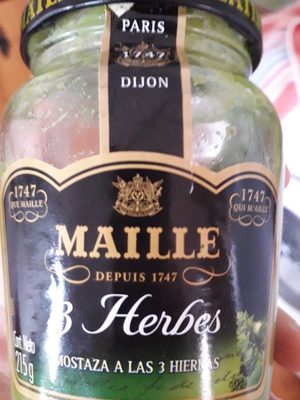 PARIS
1747
DIJON
1747
QUE MAILLE
1747
QUI M'AILLE
MAILLE
DEPUIS 1747
3 Herbes
MOSTAZA A LAS 3 HIERBAS
Cont. Neto
215g